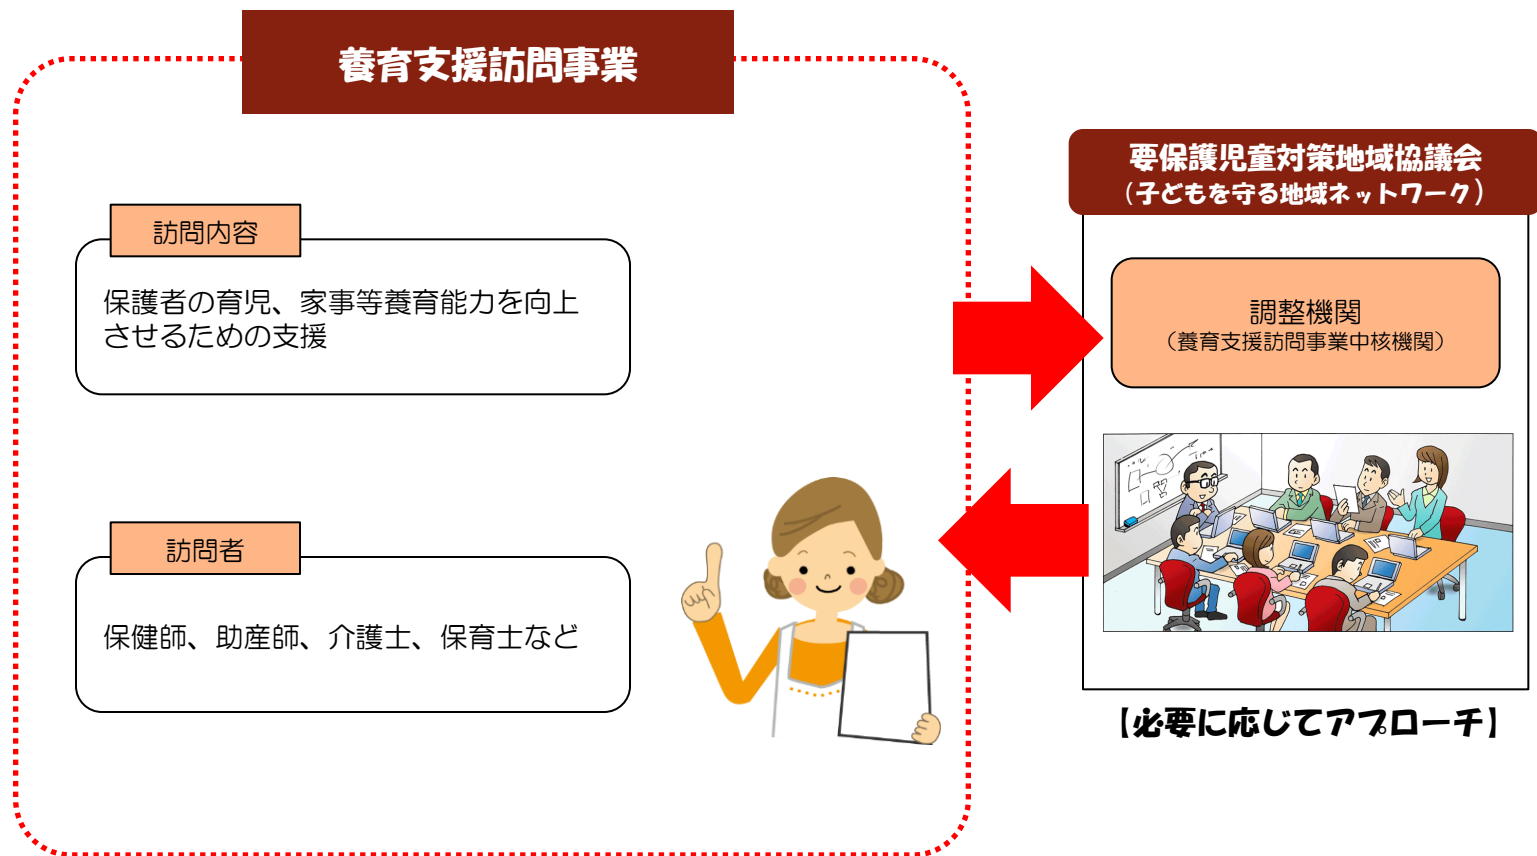 養育支援訪問事業
訪問内容
保護者の育児、家事等養育能力を向上
させるための支援
訪問者
保健師、助産師、介護士、保育士など
要保護児童対策地域協議会
(子どもを守る地域ネットワーク)
調整機関
(養育支援訪問事業中核機関)
【必要に応じてアプローチ】